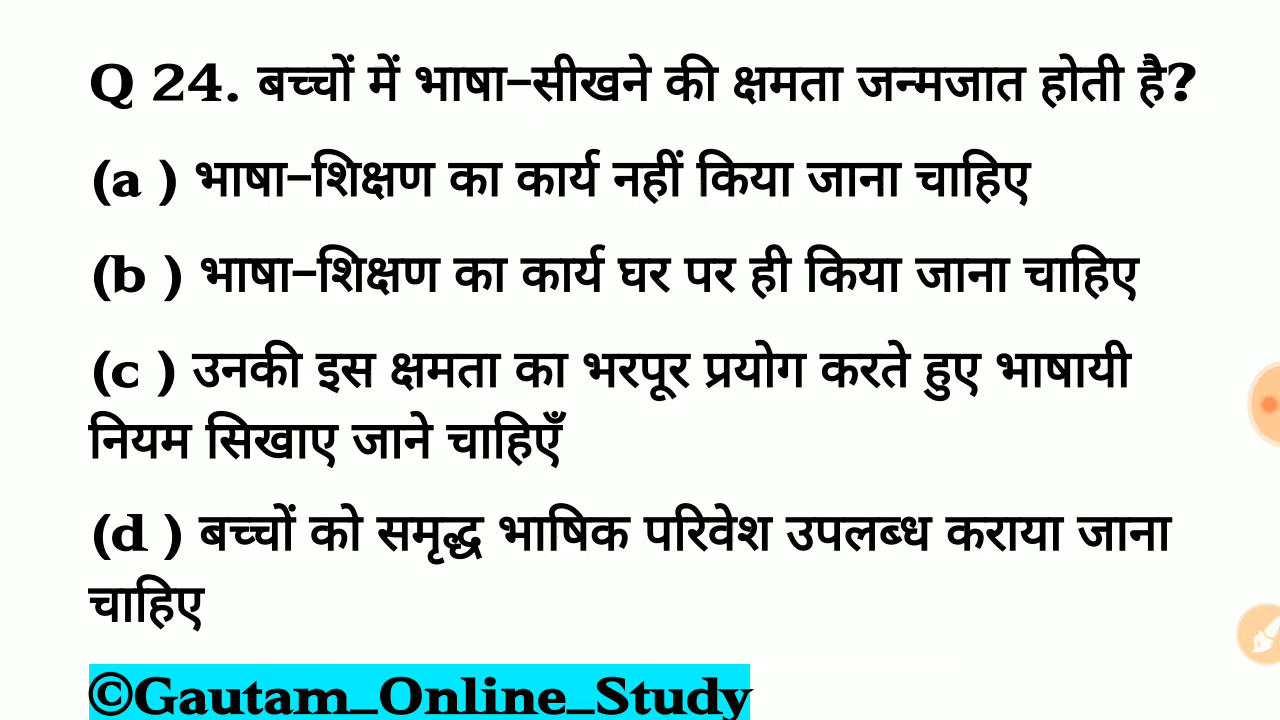 Q 24. बच्चों में भाषा-सीखने की क्षमता जन्मजात होती है?
(a ) भाषा-शिक्षण का कार्य नहीं किया जाना चाहिए
(b ) भाषा-शिक्षण का कार्य घर पर ही किया जाना चाहिए
(c ) उनकी इस क्षमता का भरपूर प्रयोग करते हुए भाषायी
नियम सिखाए जाने चाहिएँ
(d ) बच्चों को समृद्ध भाषिक परिवेश उपलब्ध कराया जाना
चाहिए
©Gautam_Online_Study